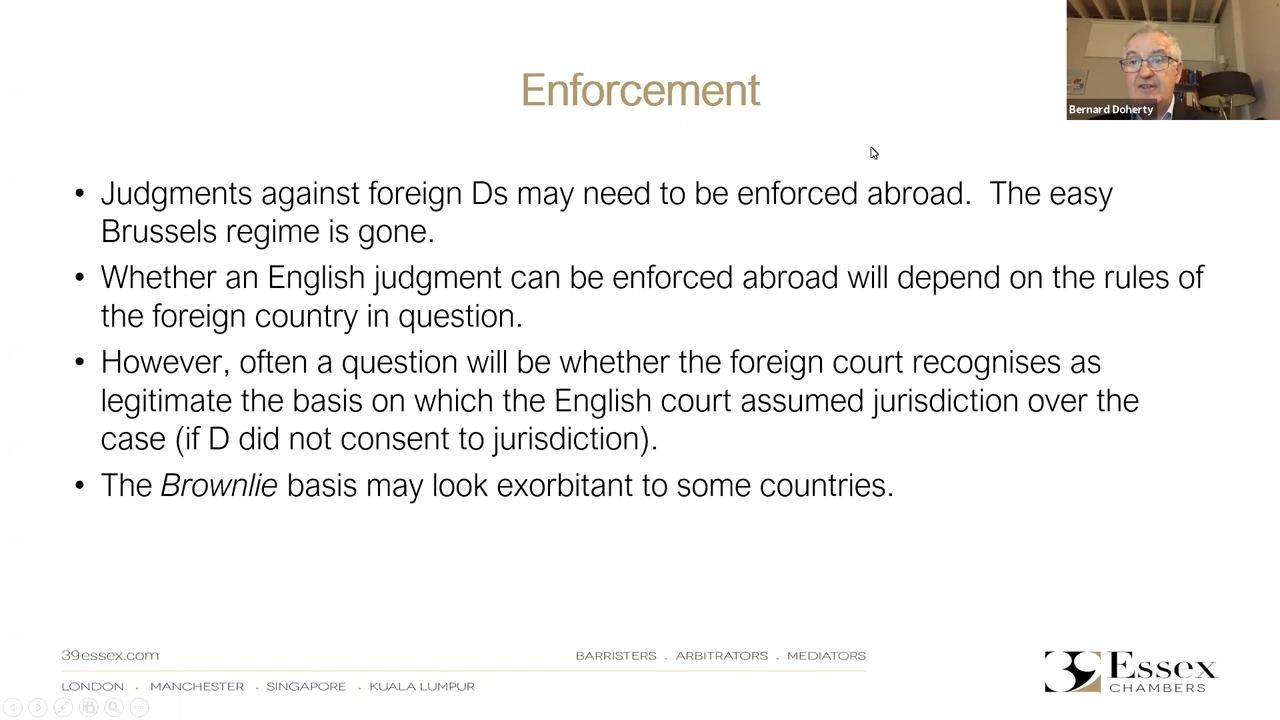 Enforcement
Bernard Doherty
• Judgments against foreign Ds may need to be enforced abroad. The easy
Brussels regime is gone.
• Whether an English judgment can be enforced abroad will depend on the rules of
the foreign country in question.
• However, often a question will be whether the foreign court recognises as
legitimate the basis on which the English court assumed jurisdiction over the
case (if D did not consent to jurisdiction).
• The Brownlie basis may look exorbitant to some countries.
39essex.com
BARRISTERS . ARBITRATORS . MEDIATORS
LONDON . MANCHESTER . SINGAPORE . KUALA LUMPUR
39 Essex
CHAMBERS